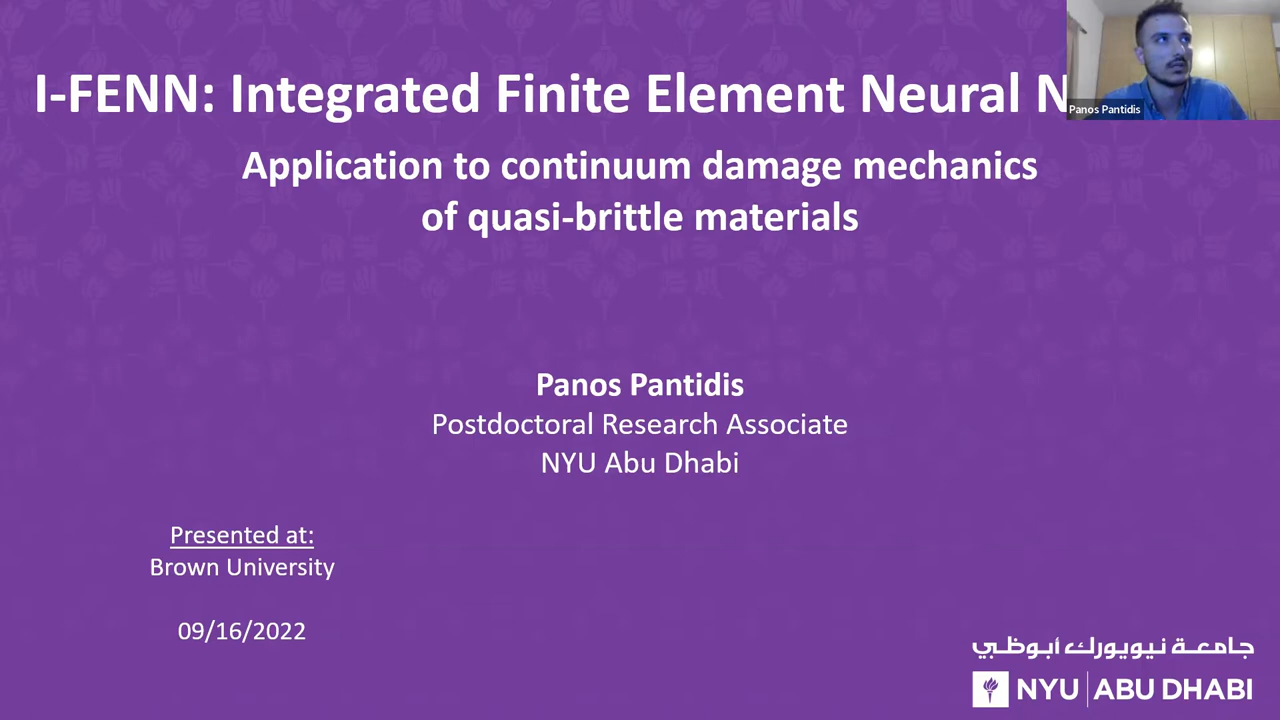 I-FENN: Integrated Finite Element Neural N
Panos Pantidis
Application to continuum damage mechanics
of quasi-brittle materials
Panos Pantidis
Postdoctoral Research Associate
NYU Abu Dhabi
Presented at:
Brown University
09/16/2022
جامعة نيويورك أبوظبي
NYU | ABU DHABI